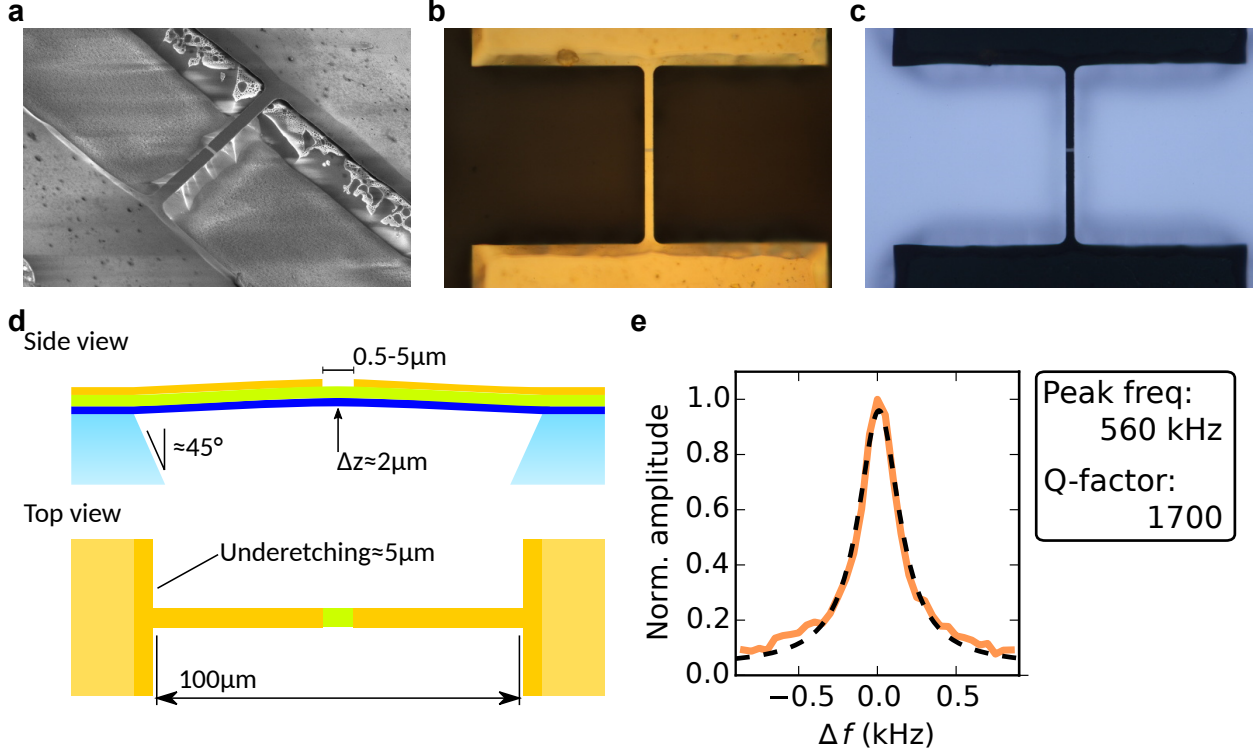 a
b
c
d
Side view
0.5-5μm
≈45°
Δz≈2μm
Top view
Underetching≈5μm
100μm
e
Norm. amplitude
1.0
0.8
0.6
0.4
0.2
0.0
−0.5
0.0
0.5
Δf (kHz)
Peak freq:
560 kHz
Q-factor:
1700